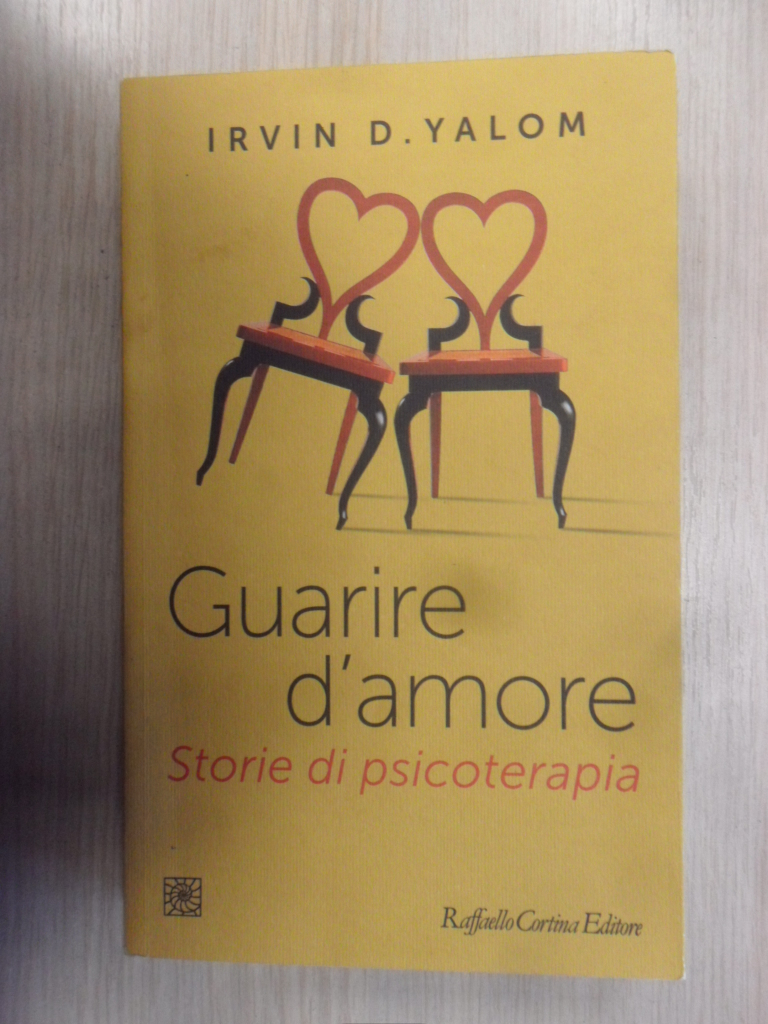 IRVIN D. YALOM
Guarire
d'amore
Storie di psicoterapia
Raffaello Cortina Editore